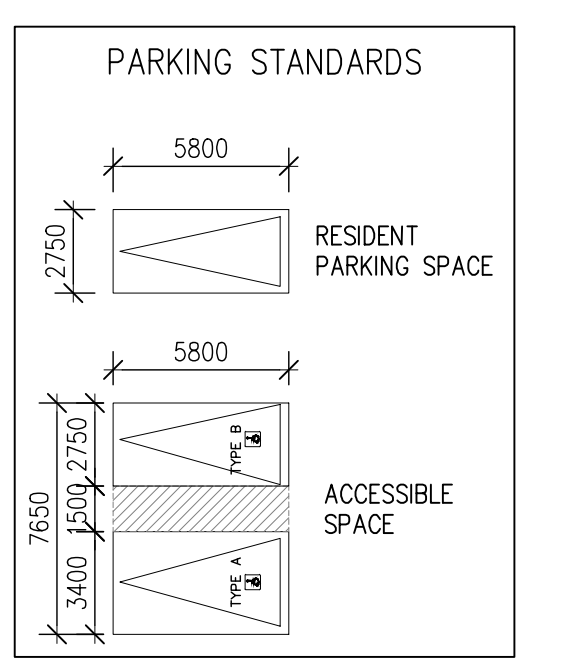 PARKING STANDARDS
5800
2750
RESIDENT
PARKING SPACE
5800
7650
2750
1500
3400
TYPE B
TYPE A
ACCESSIBLE
SPACE